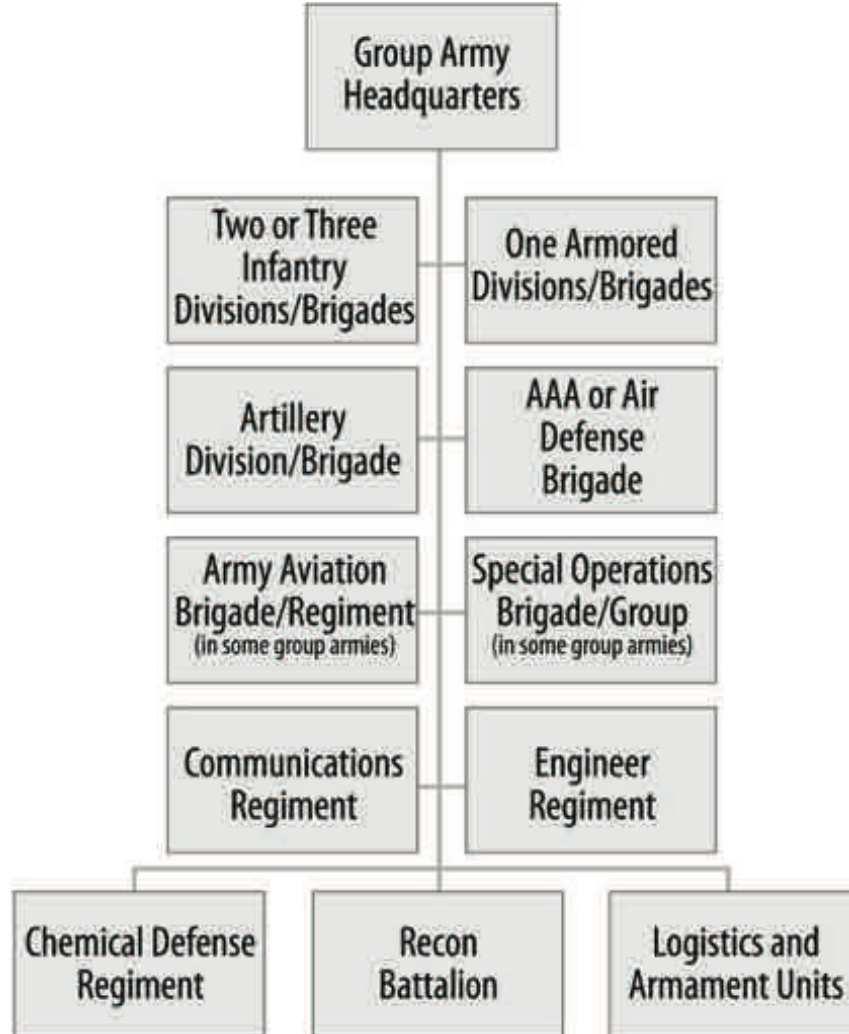 Group Army
Headquarters
Two or Three
Infantry
Divisions/Brigades
One Armored
Divisions/Brigades
Artillery
Division/Brigade
AAA or Air
Defense
Brigade
Army Aviation
Brigade/Regiment
(in some group armies)
Special Operations
Brigade/Group
(in some group armies)
Communications
Regiment
Engineer
Regiment
Chemical Defense
Regiment
Recon
Battalion
Logistics and
Armament Units